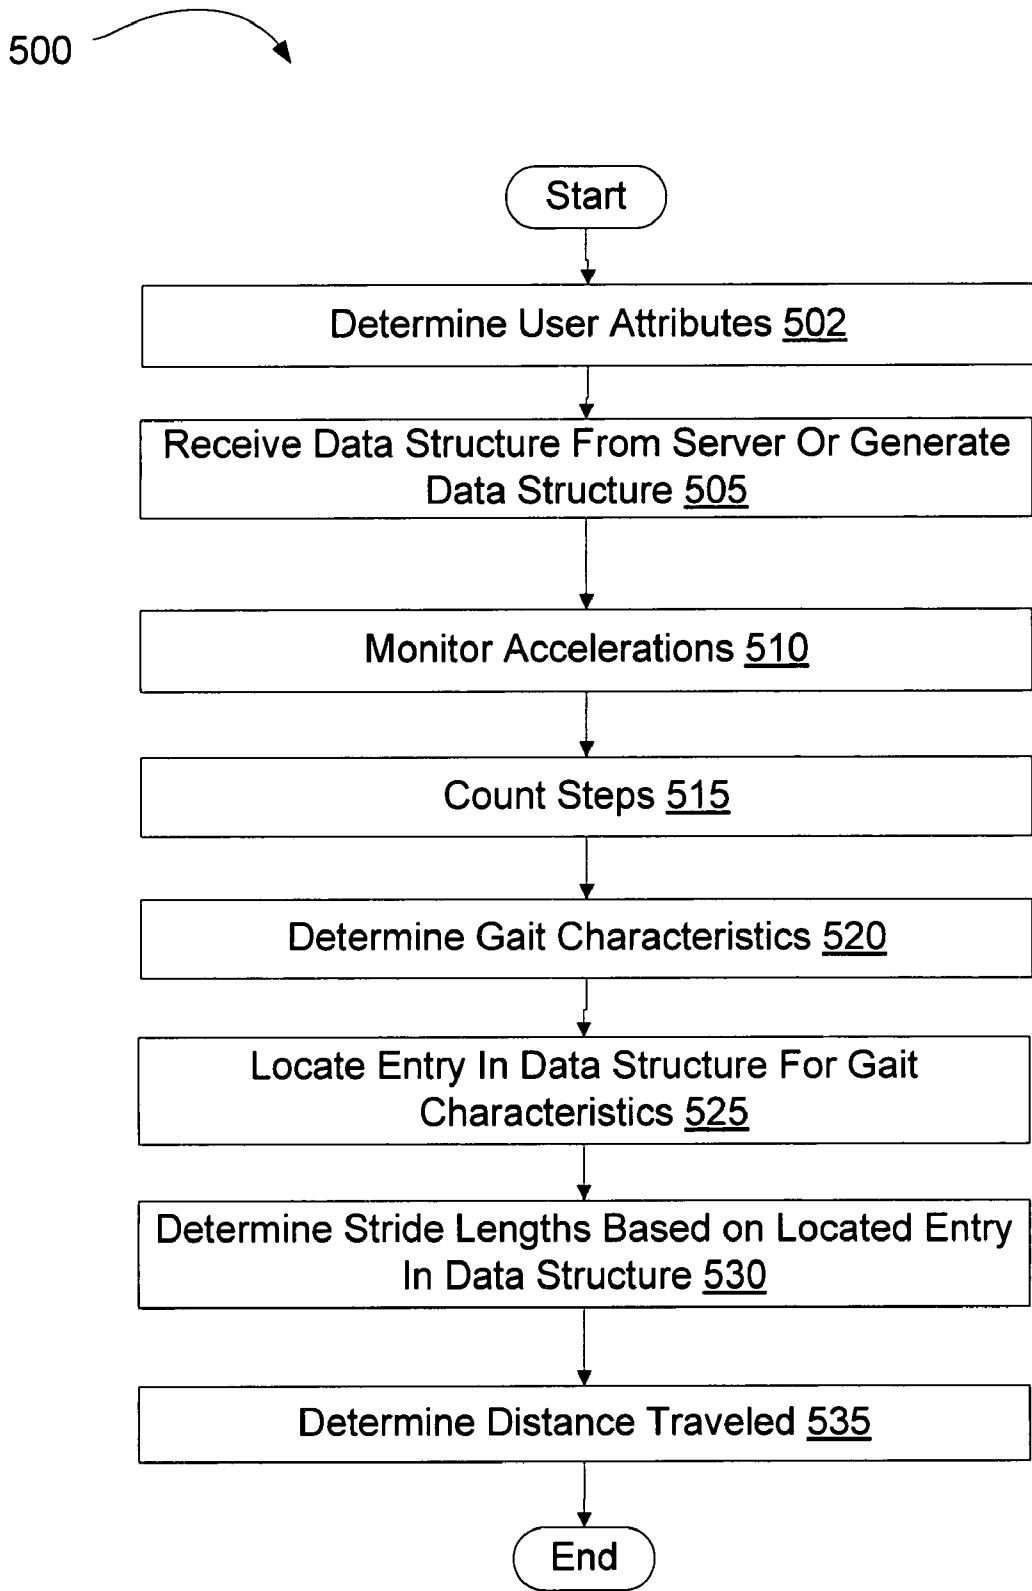 500
Start
Determine User Attributes 502
Receive Data Structure From Server Or Generate
Data Structure 505
Monitor Accelerations 510
Count Steps 515
Determine Gait Characteristics 520
Locate Entry In Data Structure For Gait
Characteristics 525
Determine Stride Lengths Based on Located Entry
In Data Structure 530
Determine Distance Traveled 535
End